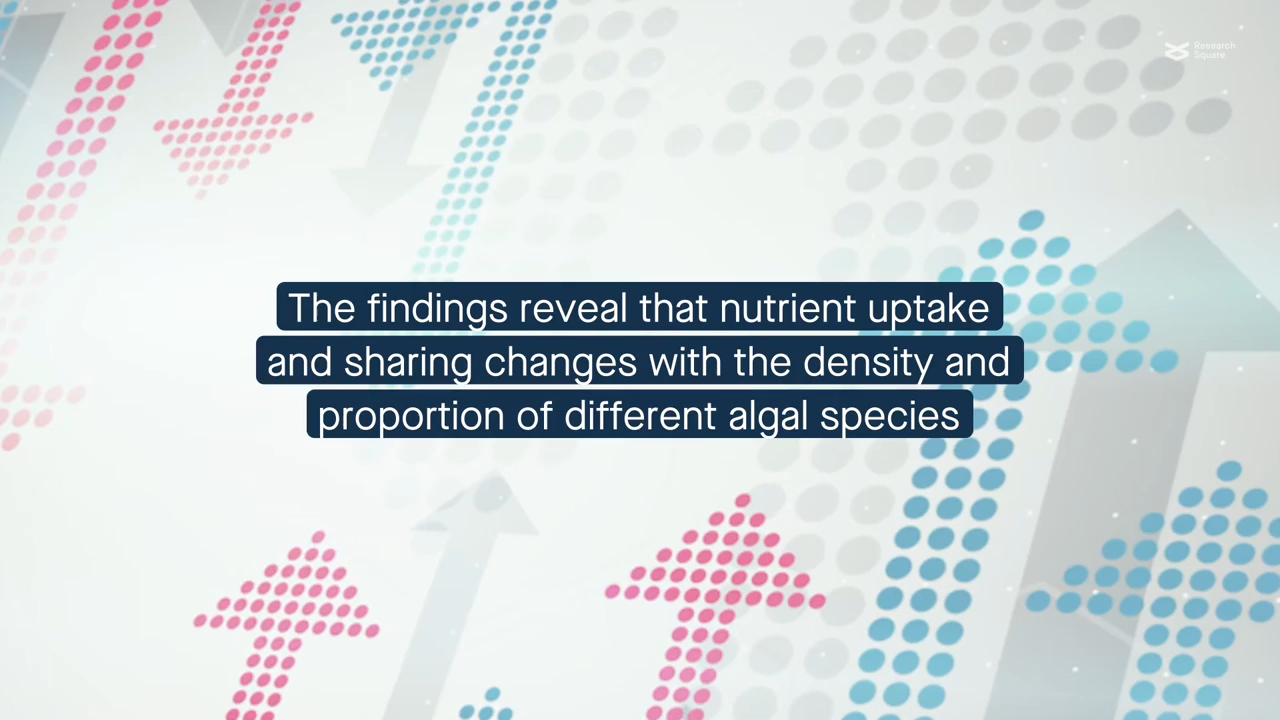 Research
Square
The findings reveal that nutrient uptake
and sharing changes with the density and
proportion of different algal species